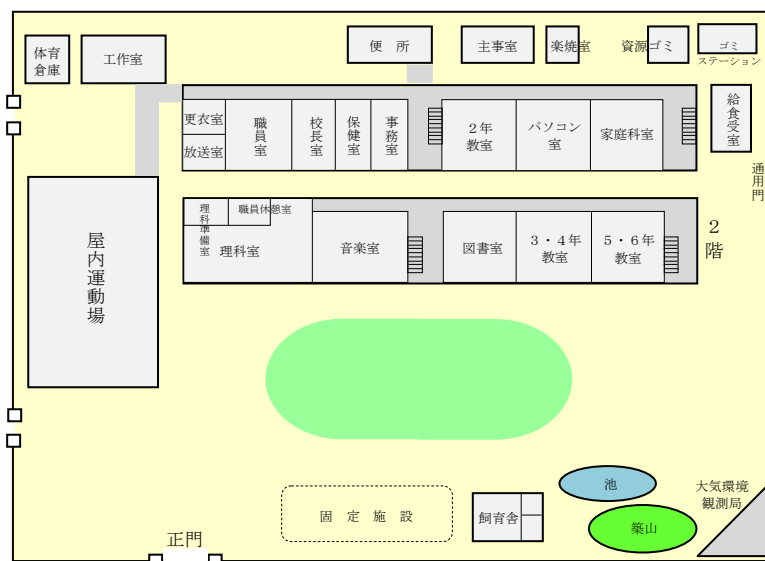 体育
倉庫
工作室
便　所
主事室
楽焼室
資源ゴミ
ゴミ
ステーション
更衣室
放送室
職員室
校長室
保健室
事務室
２年
教室
パソコン
室
家庭科室
給食受室
通用門
理科準備室
職員休憩室
理科室
音楽室
図書室
３・４年
教室
５・６年
教室
２
階
屋内運動場
固　定　施　設
飼育舎
池
築山
大気環境
観測局
正門